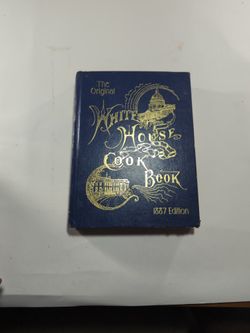 The
Original
White
House
Cook
Book
1887 Edition